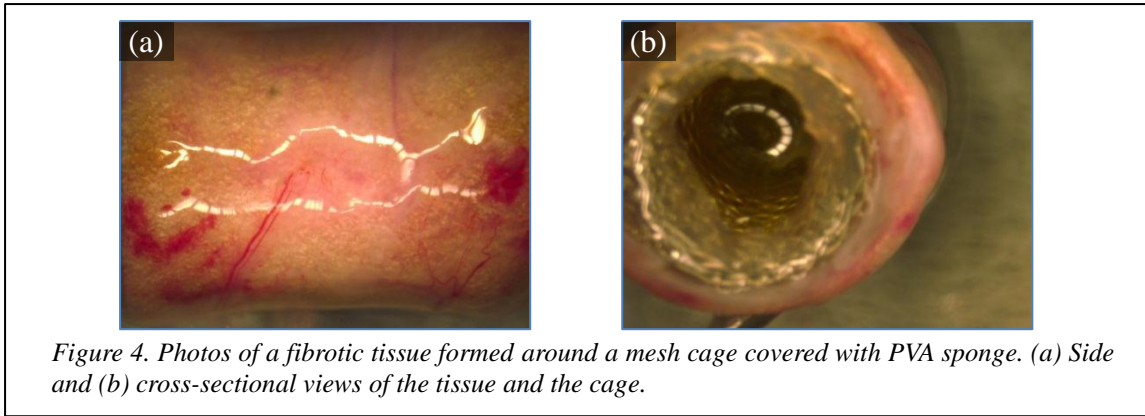 (a)
(b)
Figure 4. Photos of a fibrotic tissue formed around a mesh cage covered with PVA sponge. (a) Side
and (b) cross-sectional views of the tissue and the cage.